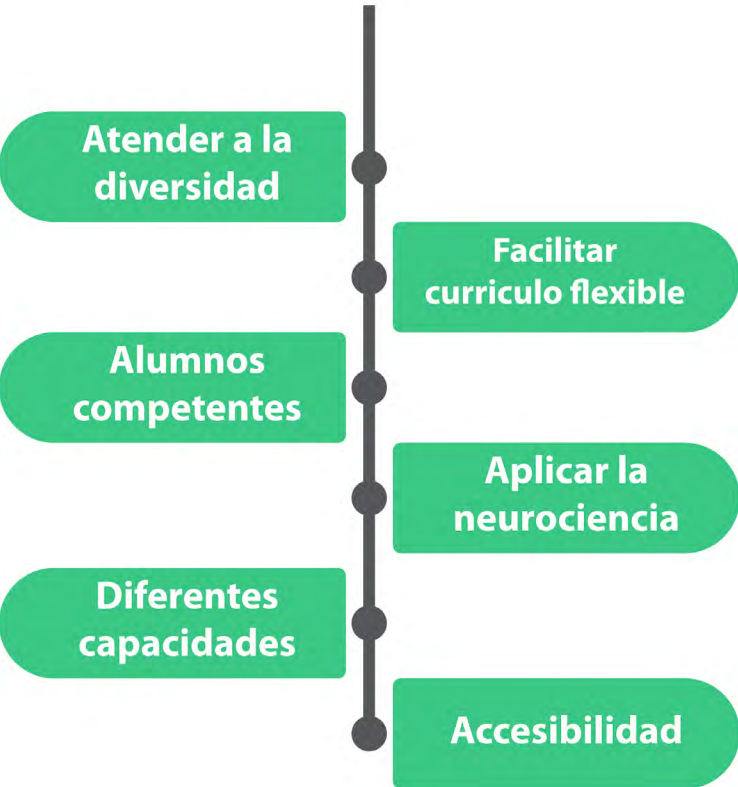 Atender a la
diversidad
Facilitar
curriculo flexible
Alumnos
competentes
Aplicar la
neurociencia
Diferentes
capacidades
Accesibilidad